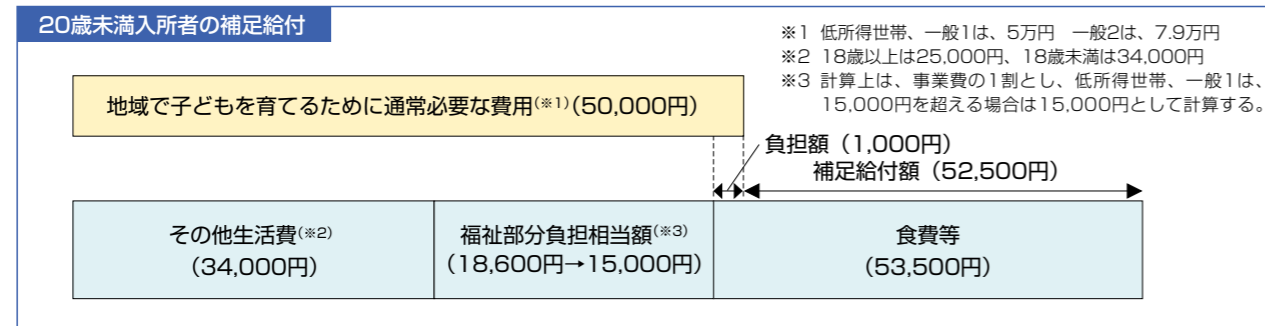 20歳未満入所者の補足給付
※1 低所得世帯、一般1は、5万円 一般2は、7.9万円
※2 18歳以上は25,000円、18歳未満は34,000円
※3 計算上は、事業費の1割とし、低所得世帯、一般1は、
15,000円を超える場合は15,000円として計算する。
地域で子どもを育てるために通常必要な費用(※1)(50,000円)
負担額(1,000円)
補足給付額(52,500円)
その他生活費(※2)
(34,000円)
福祉部分負担相当額(※3)
(18,600円→15,000円)
食費等
(53,500円)